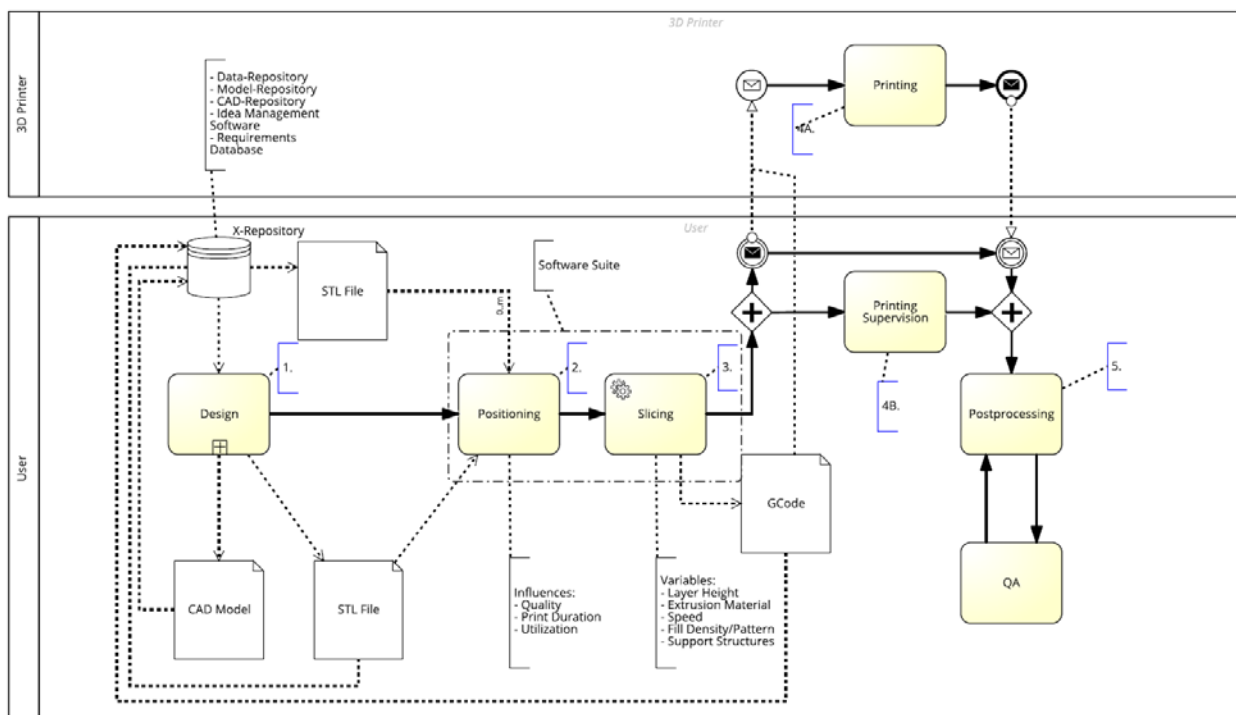 3D Printer
3D Printer
- Data-Repository
- Model-Repository
- CAD-Repository
- Idea Management
Software
- Requirements
Database
Printing
4A.
User
User
X-Repository
STL File
Software Suite
Printing
Supervision
1.
2.
3.
4B.
5.
Design
Positioning
Slicing
Postprocessing
GCode
CAD Model
STL File
Influences:
- Quality
- Print Duration
- Utilization
Variables:
- Layer Height
- Extrusion Material
- Speed
- Fill Density/Pattern
- Support Structures
QA